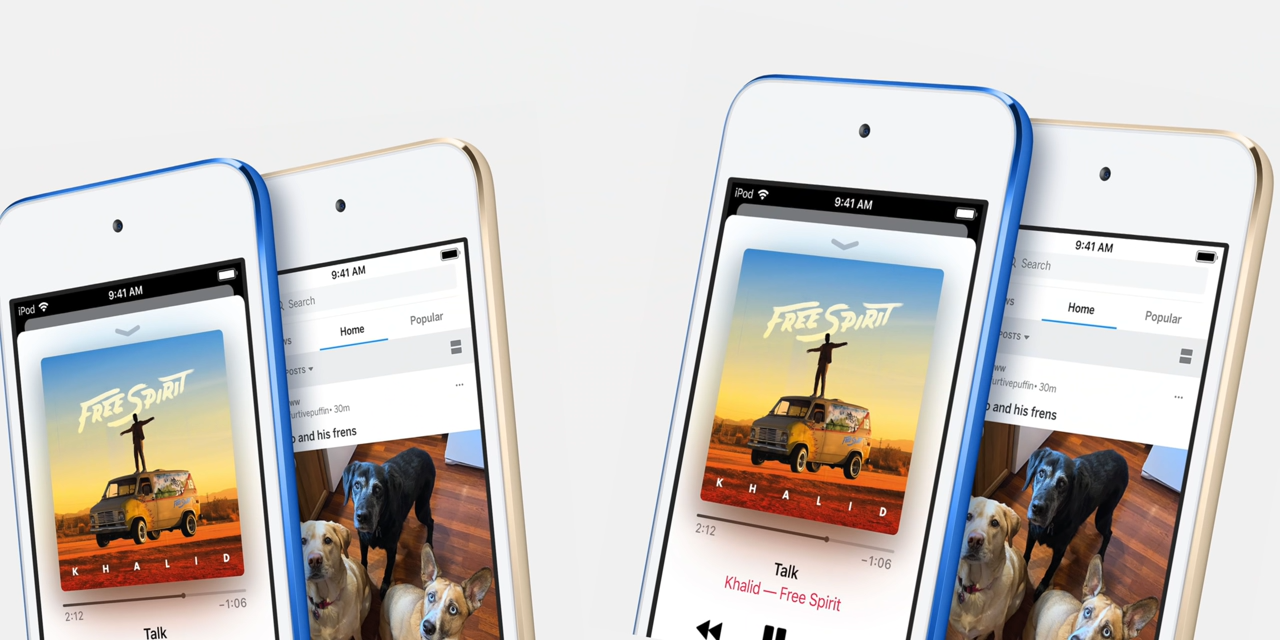 iPod 9:41 AM
FREE SPIRIT
KHALID
2:12 -1:06
Talk
9:41 AM
Search
Home Popular
POSTS
• 30m
and his frens
iPod 9:41 AM
FREE SPIRIT
KHALID
2:12 -1:06
Talk
Khalid — Free Spirit
9:41 AM
Search
Home Popular
POSTS
• 30m
and his frens